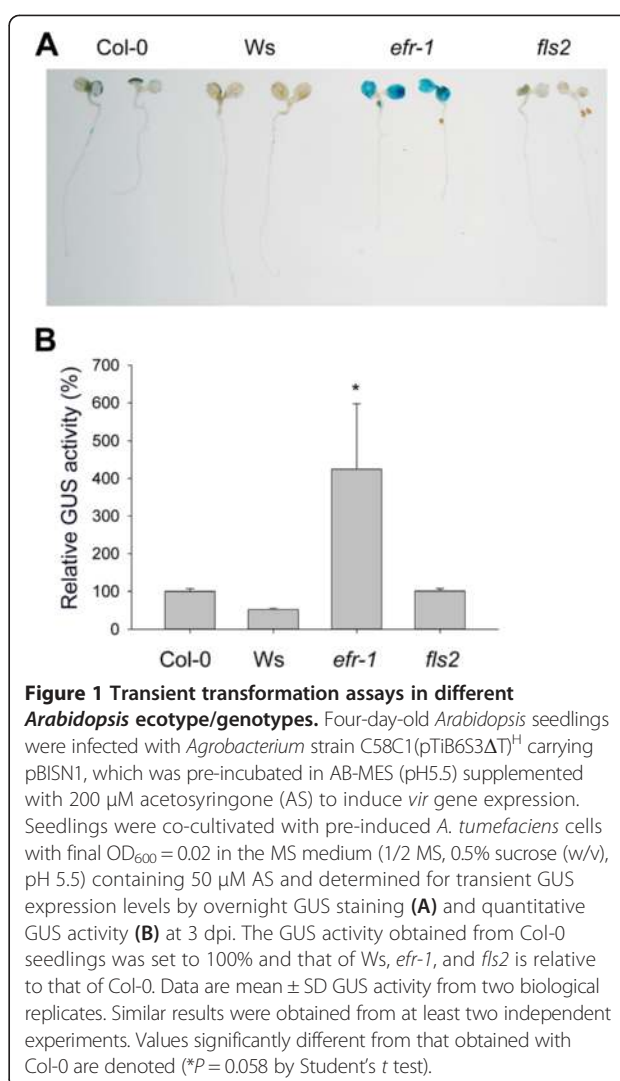 A
Col-0 Ws efr-1 fls2
B
Relative GUS activity (%)
700
600
500
400
300
200
100
0
*
Col-0 Ws efr-1 fls2
Figure 1 Transient transformation assays in different
Arabidopsis ecotype/genotypes. Four-day-old Arabidopsis seedlings
were infected with Agrobacterium strain C58C1(pTiB6S3ΔT)ᴴ carrying
pBISN1, which was pre-incubated in AB-MES (pH5.5) supplemented
with 200 μM acetosyringone (AS) to induce vir gene expression.
Seedlings were co-cultivated with pre-induced A. tumefaciens cells
with final OD₆₀₀ = 0.02 in the MS medium (1/2 MS, 0.5% sucrose (w/v),
pH 5.5) containing 50 μM AS and determined for transient GUS
expression levels by overnight GUS staining (A) and quantitative
GUS activity (B) at 3 dpi. The GUS activity obtained from Col-0
seedlings was set to 100% and that of Ws, efr-1, and fls2 is relative
to that of Col-0. Data are mean ± SD GUS activity from two biological
replicates. Similar results were obtained from at least two independent
experiments. Values significantly different from that obtained with
Col-0 are denoted (*P = 0.058 by Student's t test).